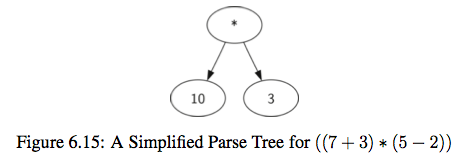 *
10 3
Figure 6.15: A Simplified Parse Tree for ((7 + 3) ∗ (5 − 2))